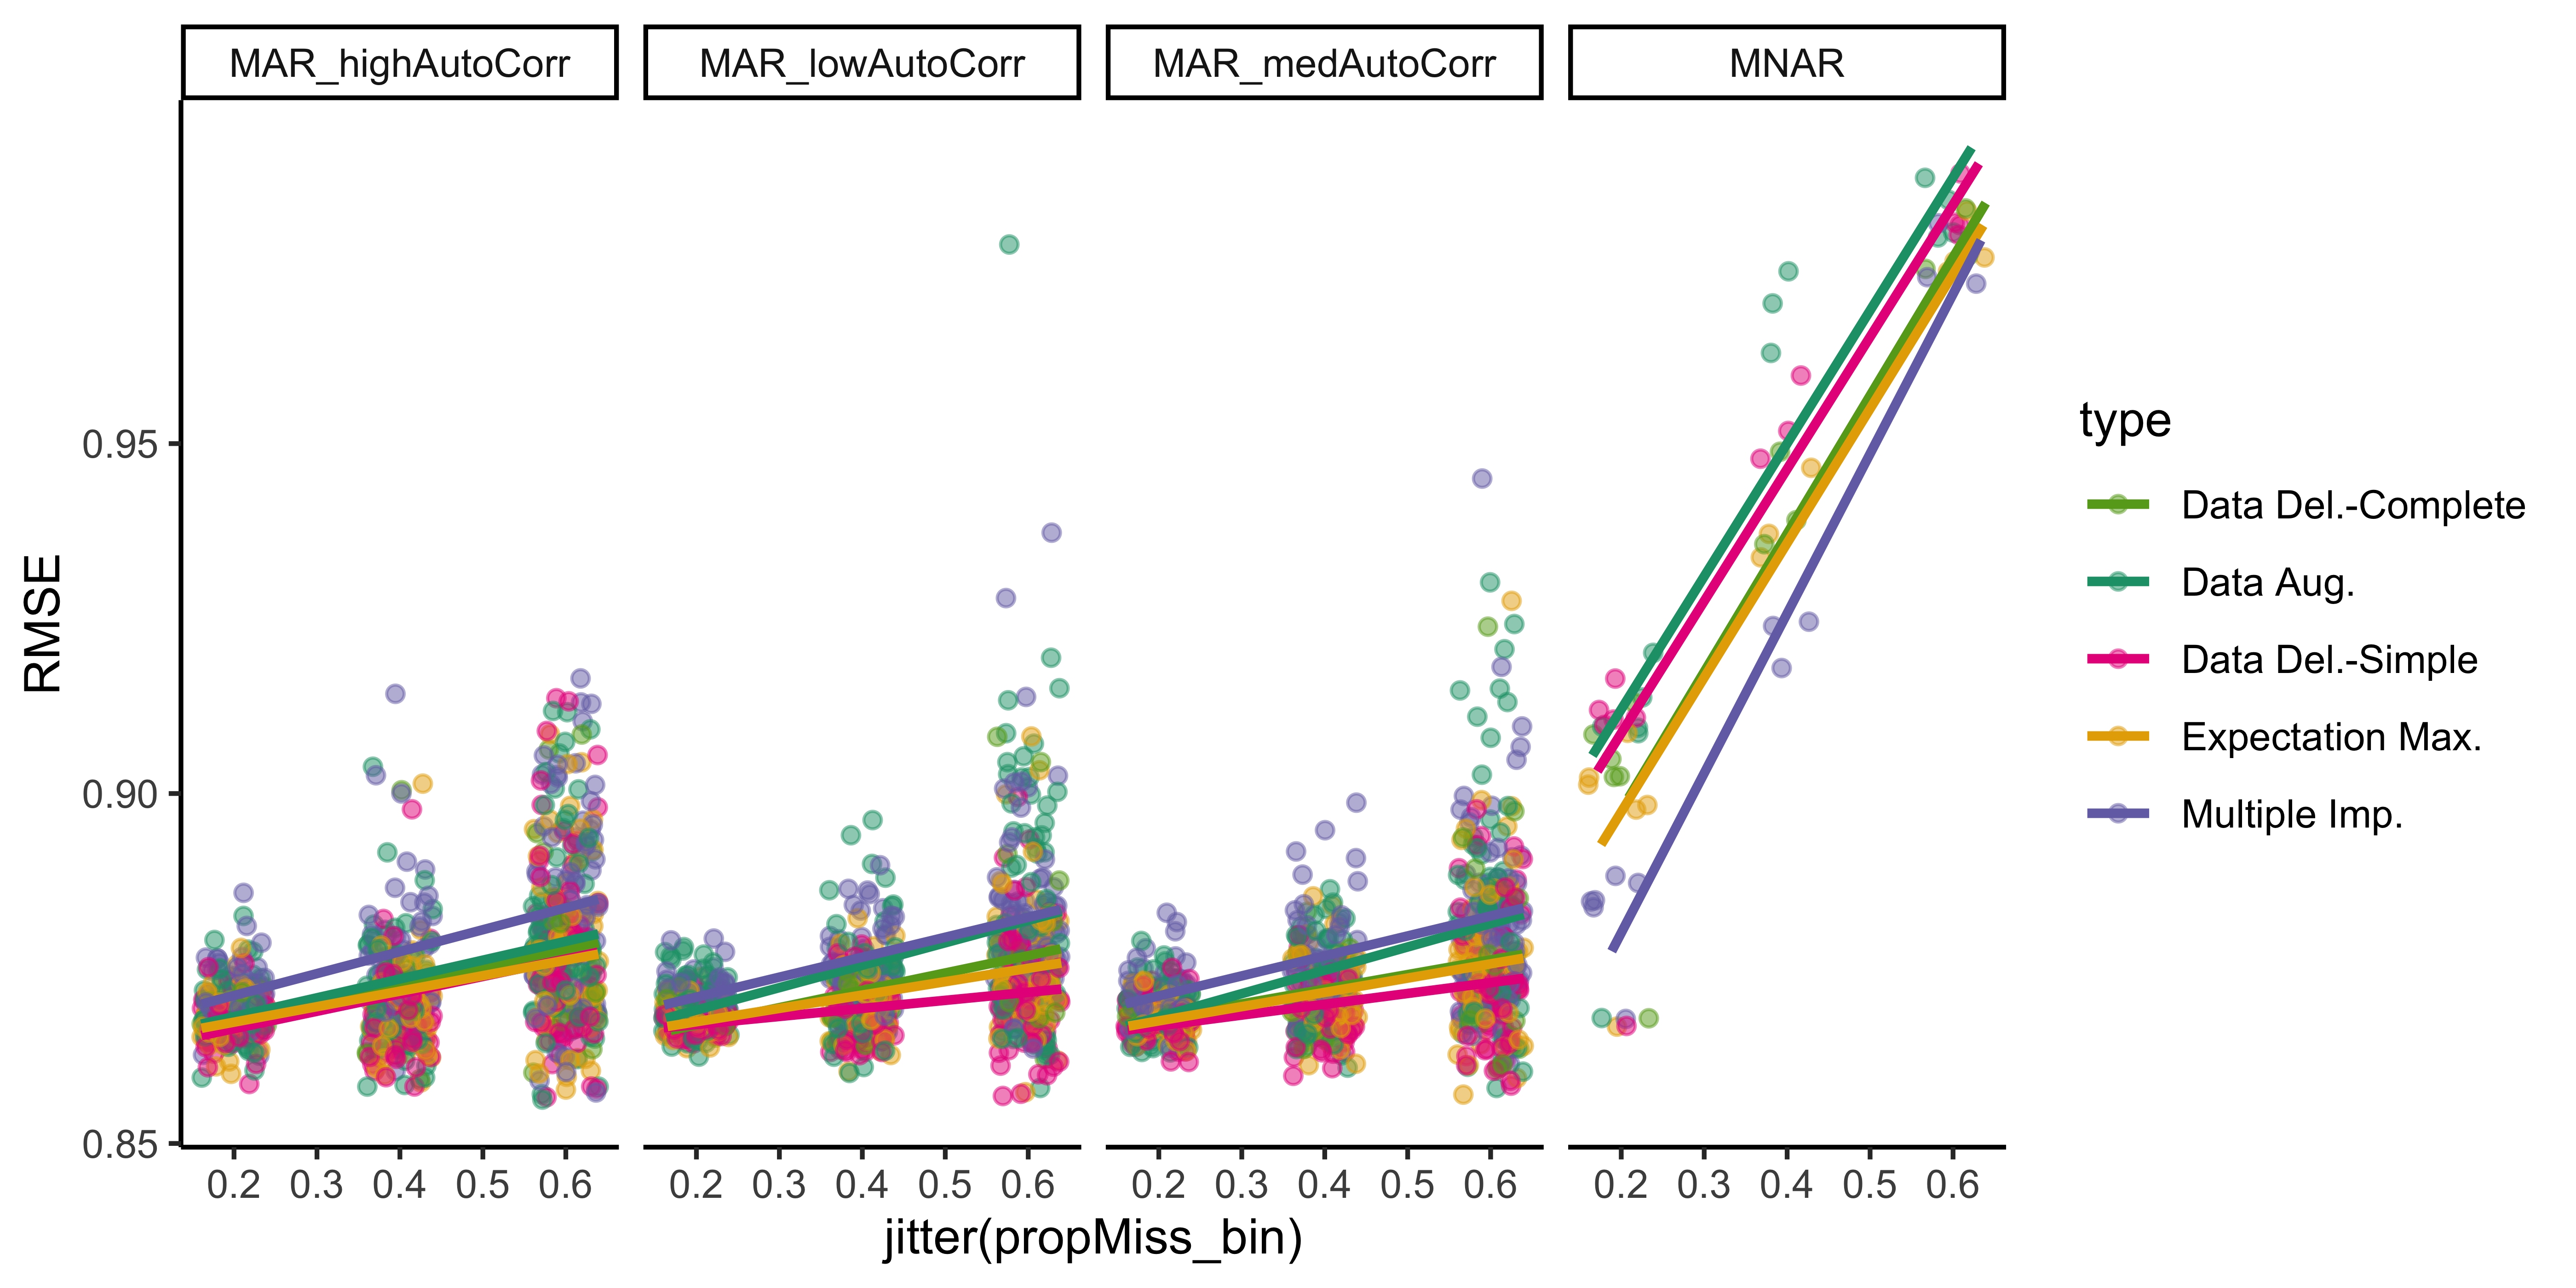 MAR_highAutoCorr
MAR_lowAutoCorr
MAR_medAutoCorr
MNAR
RMSE
0.95
0.90
0.85
0.2 0.3 0.4 0.5 0.6
0.2 0.3 0.4 0.5 0.6
0.2 0.3 0.4 0.5 0.6
0.2 0.3 0.4 0.5 0.6
jitter(propMiss_bin)
type
Data Del.-Complete
Data Aug.
Data Del.-Simple
Expectation Max.
Multiple Imp.